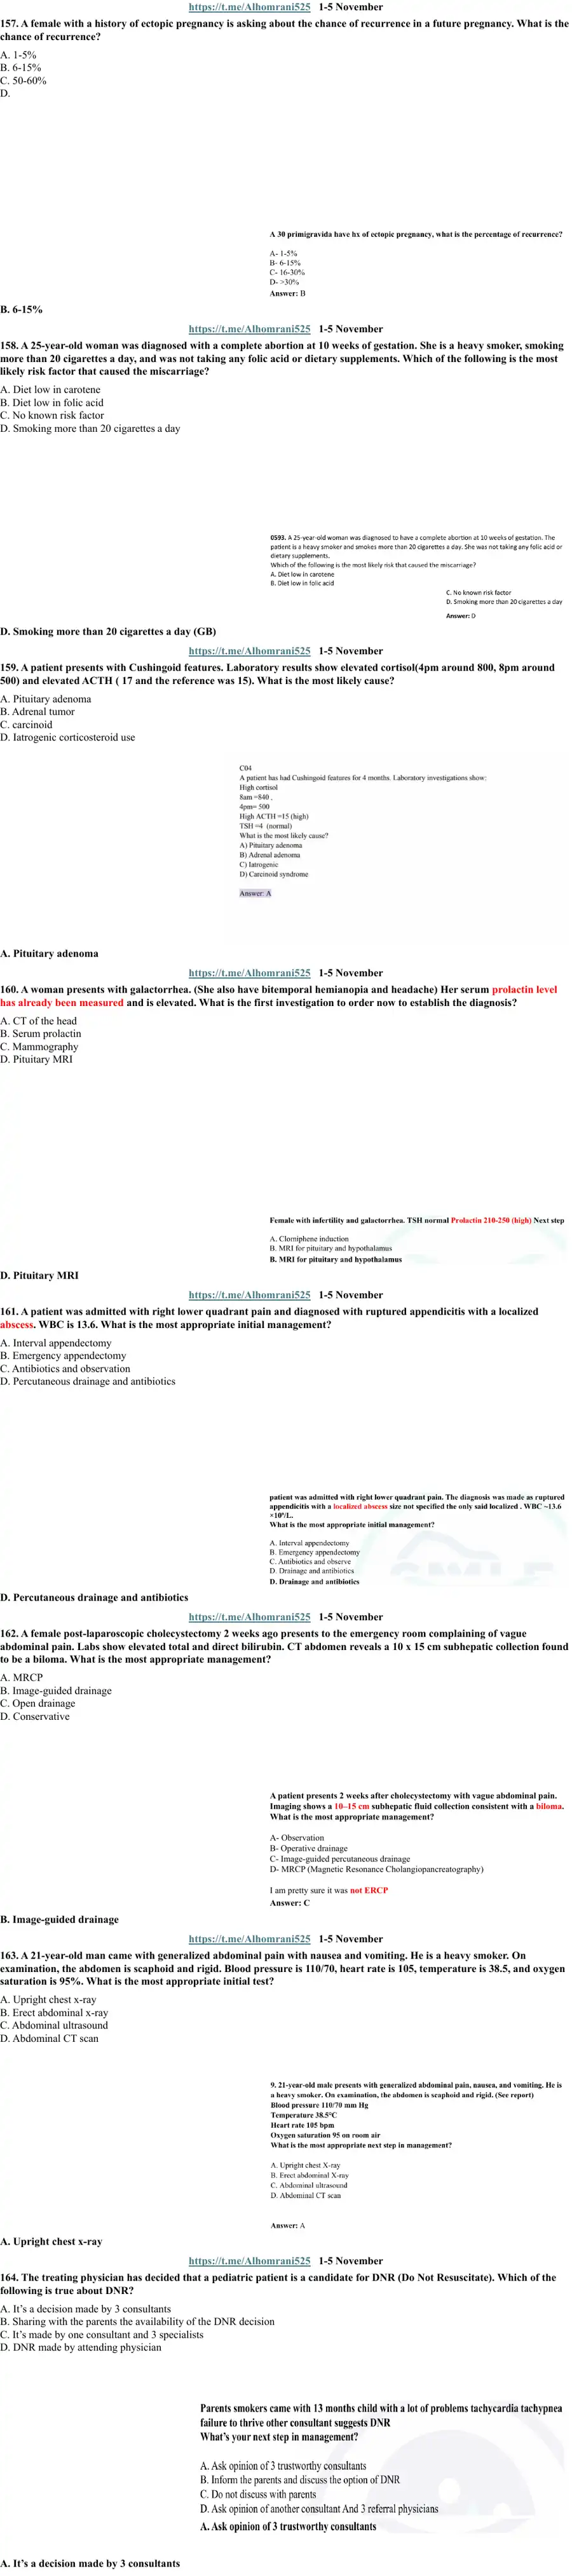 https://t.me/Alhomrani525 1-5 November
157. A female with a history of ectopic pregnancy is asking about the chance of recurrence in a future pregnancy. What is the
chance of recurrence?
A. 1-5%
B. 6-15%
C. 50-60%
D.
A 30 primigravida have hx of ectopic pregnancy, what is the percentage of recurrence?
A- 1-5%
B- 6-15%
C- 16-30%
D- >30%
Answer: B
B. 6-15%
https://t.me/Alhomrani525 1-5 November
158. A 25-year-old woman was diagnosed with a complete abortion at 10 weeks of gestation. She is a heavy smoker, smoking
more than 20 cigarettes a day, and was not taking any folic acid or dietary supplements. Which of the following is the most
likely risk factor that caused the miscarriage?
A. Diet low in carotene
B. Diet low in folic acid
C. No known risk factor
D. Smoking more than 20 cigarettes a day
0593. A 25-year-old woman was diagnosed to have a complete abortion at 10 weeks of gestation. The
patient is a heavy smoker and smokes more than 20 cigarettes a day. She was not taking any folic acid or
dietary supplements.
Which of the following is the most likely risk that caused the miscarriage?
A. Diet low in carotene
B. Diet low in folic acid
C. No known risk factor
D. Smoking more than 20 cigarettes a day
Answer: D
D. Smoking more than 20 cigarettes a day (GB)
https://t.me/Alhomrani525 1-5 November
159. A patient presents with Cushingoid features. Laboratory results show elevated cortisol(4pm around 800, 8pm around
500) and elevated ACTH ( 17 and the reference was 15). What is the most likely cause?
A. Pituitary adenoma
B. Adrenal tumor
C. carcinoid
D. Iatrogenic corticosteroid use
C04
A patient has had Cushingoid features for 4 months. Laboratory investigations show:
High cortisol
8am =840 ,
4pm= 500
High ACTH =15 (high)
TSH =4 (normal)
What is the most likely cause?
A) Pituitary adenoma
B) Adrenal adenoma
C) Iatrogenic
D) Carcinoid syndrome
Answer: A
A. Pituitary adenoma
https://t.me/Alhomrani525 1-5 November
160. A woman presents with galactorrhea. (She also have bitemporal hemianopia and headache) Her serum prolactin level
has already been measured and is elevated. What is the first investigation to order now to establish the diagnosis?
A. CT of the head
B. Serum prolactin
C. Mammography
D. Pituitary MRI
Female with infertility and galactorrhea. TSH normal Prolactin 210-250 (high) Next step
A. Clomiphene induction
B. MRI for pituitary and hypothalamus
B. MRI for pituitary and hypothalamus
D. Pituitary MRI
https://t.me/Alhomrani525 1-5 November
161. A patient was admitted with right lower quadrant pain and diagnosed with ruptured appendicitis with a localized
abscess. WBC is 13.6. What is the most appropriate initial management?
A. Interval appendectomy
B. Emergency appendectomy
C. Antibiotics and observation
D. Percutaneous drainage and antibiotics
patient was admitted with right lower quadrant pain. The diagnosis was made as ruptured
appendicitis with a localized abscess size not specified the only said localized . WBC ~13.6
×10⁹/L.
What is the most appropriate initial management?
A. Interval appendectomy
B. Emergency appendectomy
C. Antibiotics and observe
D. Drainage and antibiotics
D. Drainage and antibiotics
D. Percutaneous drainage and antibiotics
https://t.me/Alhomrani525 1-5 November
162. A female post-laparoscopic cholecystectomy 2 weeks ago presents to the emergency room complaining of vague
abdominal pain. Labs show elevated total and direct bilirubin. CT abdomen reveals a 10 x 15 cm subhepatic collection found
to be a biloma. What is the most appropriate management?
A. MRCP
B. Image-guided drainage
C. Open drainage
D. Conservative
A patient presents 2 weeks after cholecystectomy with vague abdominal pain.
Imaging shows a 10–15 cm subhepatic fluid collection consistent with a biloma.
What is the most appropriate management?
A- Observation
B- Operative drainage
C- Image-guided percutaneous drainage
D- MRCP (Magnetic Resonance Cholangiopancreatography)
I am pretty sure it was not ERCP
Answer: C
B. Image-guided drainage
https://t.me/Alhomrani525 1-5 November
163. A 21-year-old man came with generalized abdominal pain with nausea and vomiting. He is a heavy smoker. On
examination, the abdomen is scaphoid and rigid. Blood pressure is 110/70, heart rate is 105, temperature is 38.5, and oxygen
saturation is 95%. What is the most appropriate initial test?
A. Upright chest x-ray
B. Erect abdominal x-ray
C. Abdominal ultrasound
D. Abdominal CT scan
9. 21-year-old male presents with generalized abdominal pain, nausea, and vomiting. He is
a heavy smoker. On examination, the abdomen is scaphoid and rigid. (See report)
Blood pressure 110/70 mm Hg
Temperature 38.5°C
Heart rate 105 bpm
Oxygen saturation 95 on room air
What is the most appropriate next step in management?
A. Upright chest X-ray
B. Erect abdominal X-ray
C. Abdominal ultrasound
D. Abdominal CT scan
Answer: A
A. Upright chest x-ray
https://t.me/Alhomrani525 1-5 November
164. The treating physician has decided that a pediatric patient is a candidate for DNR (Do Not Resuscitate). Which of the
following is true about DNR?
A. It’s a decision made by 3 consultants
B. Sharing with the parents the availability of the DNR decision
C. It’s made by one consultant and 3 specialists
D. DNR made by attending physician
Parents smokers came with 13 months child with a lot of problems tachycardia tachypnea
failure to thrive other consultant suggests DNR
What’s your next step in management?
A. Ask opinion of 3 trustworthy consultants
B. Inform the parents and discuss the option of DNR
C. Do not discuss with parents
D. Ask opinion of another consultant And 3 referral physicians
A. Ask opinion of 3 trustworthy consultants
A. It’s a decision made by 3 consultants